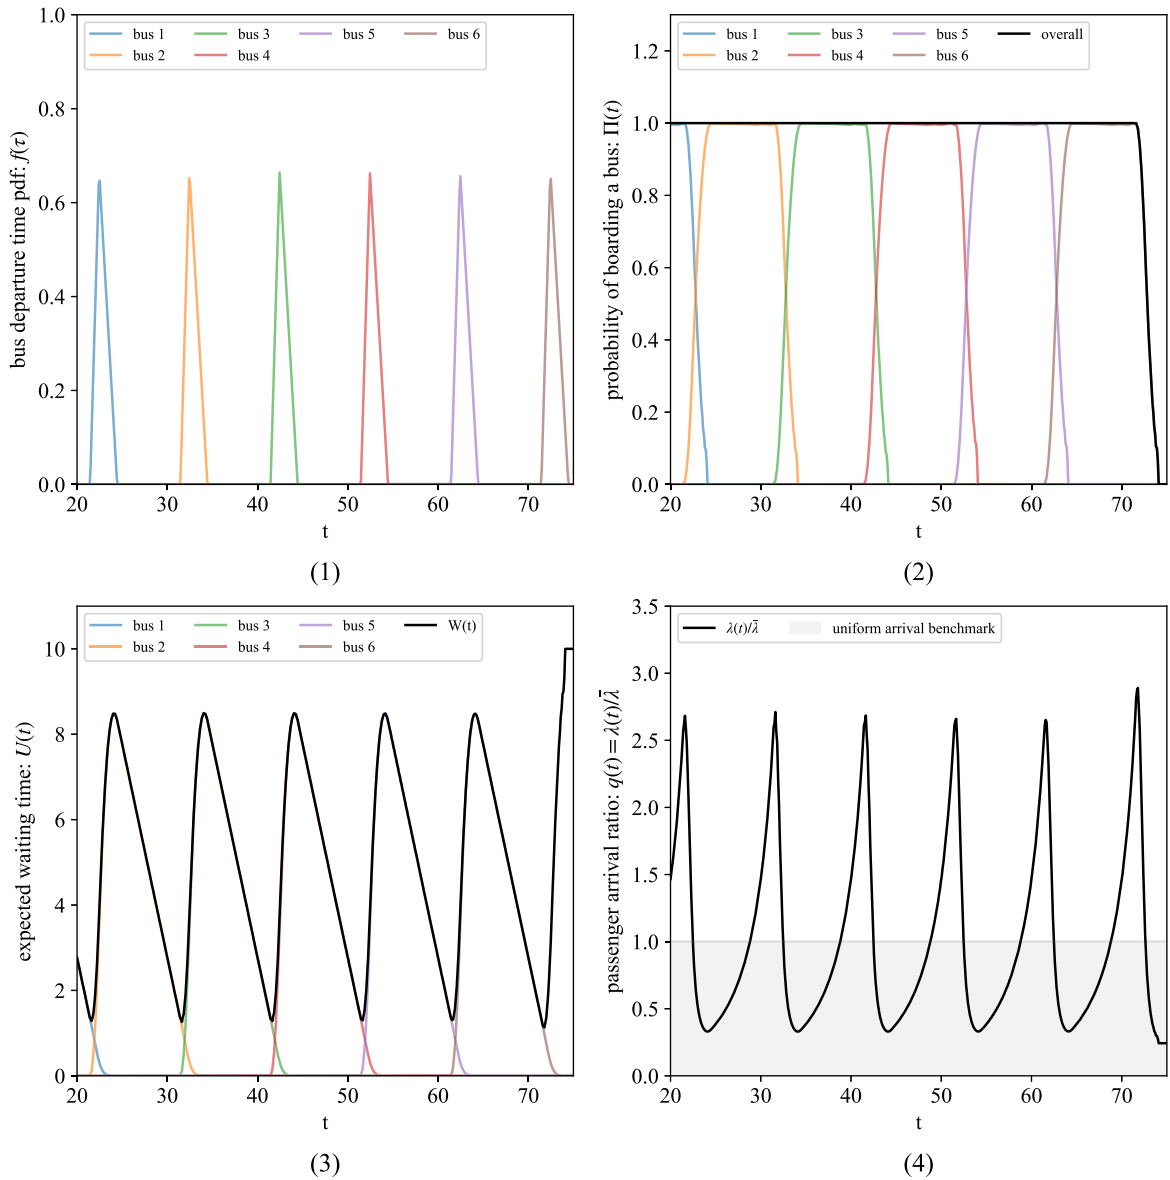 bus 1
bus 2
bus 3
bus 4
bus 5
bus 6
bus departure time pdf: f(τ)
1.0
0.8
0.6
0.4
0.2
0.0
20 30 40 50 60 70
t
(1)
bus 1
bus 2
bus 3
bus 4
bus 5
bus 6
overall
probability of boarding a bus: Π(t)
1.2
1.0
0.8
0.6
0.4
0.2
0.0
20 30 40 50 60 70
t
(2)
bus 1
bus 2
bus 3
bus 4
bus 5
bus 6
W(t)
expected waiting time: U(t)
10
8
6
4
2
0
20 30 40 50 60 70
t
(3)
λ(t)/λ̄
uniform arrival benchmark
passenger arrival ratio: q(t) = λ(t)/λ̄
3.5
3.0
2.5
2.0
1.5
1.0
0.5
0.0
20 30 40 50 60 70
t
(4)